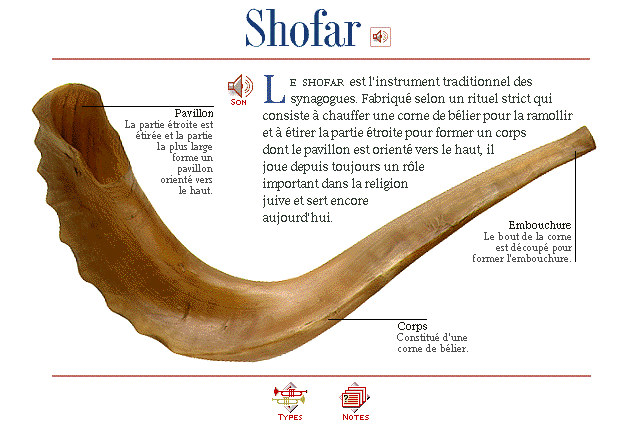 Shofar
Son
LE SHOFAR est l'instrument traditionnel des
synagogues. Fabriqué selon un rituel strict qui
consiste à chauffer une corne de bélier pour la ramollir
et à étirer la partie étroite pour former un corps
dont le pavillon est orienté vers le haut, il
joue depuis toujours un rôle
important dans la religion
juive et sert encore
aujourd'hui.
Pavillon
La partie étroite est
étirée et la partie
la plus large
forme un
pavillon
orienté vers
le haut.
Embouchure
Le bout de la corne
est découpé pour
former l'embouchure.
Corps
Constitué d'une
corne de bélier.
Types
Notes